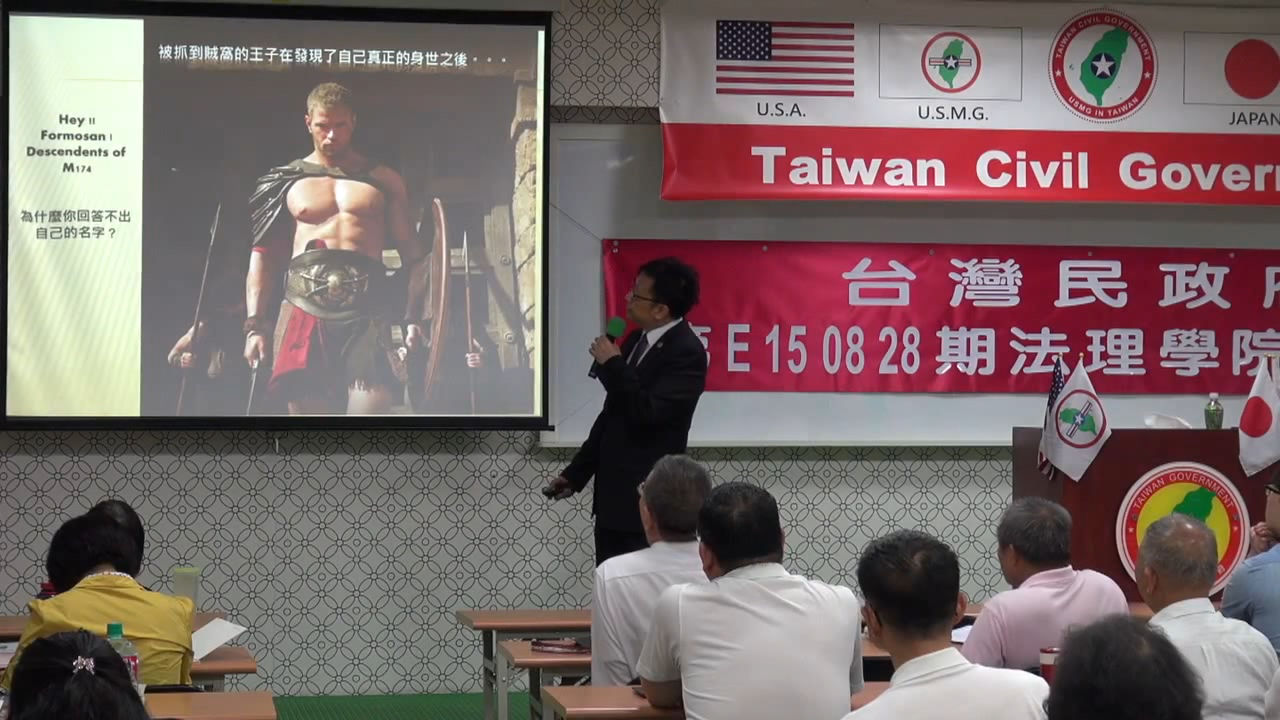 被抓到賊窩的王子在發現了自己真正的身世之後。。。
Hey II
Formosan I
Descendents of
M174
為什麼你回答不出
自己的名字？
U.S.A.
U.S.M.G.
TAIWAN CIVIL GOVERNMENT
USMG IN TAIWAN
JAPAN
Taiwan Civil Gover
台灣民政
E 15 08 28 期法理學院
TAIWAN GOVERNMENT